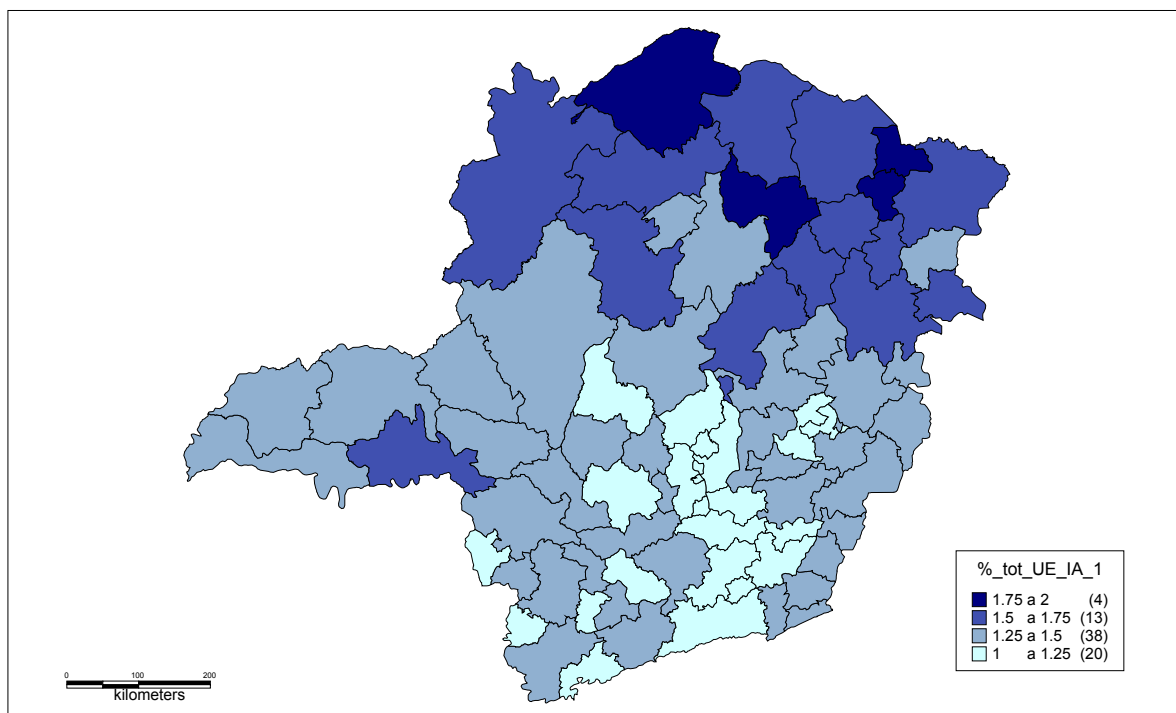 %_tot_UE_IA_1
1.75 a 2 (4)
1.5 a 1.75 (13)
1.25 a 1.5 (38)
1 a 1.25 (20)
0 100 200
kilometers